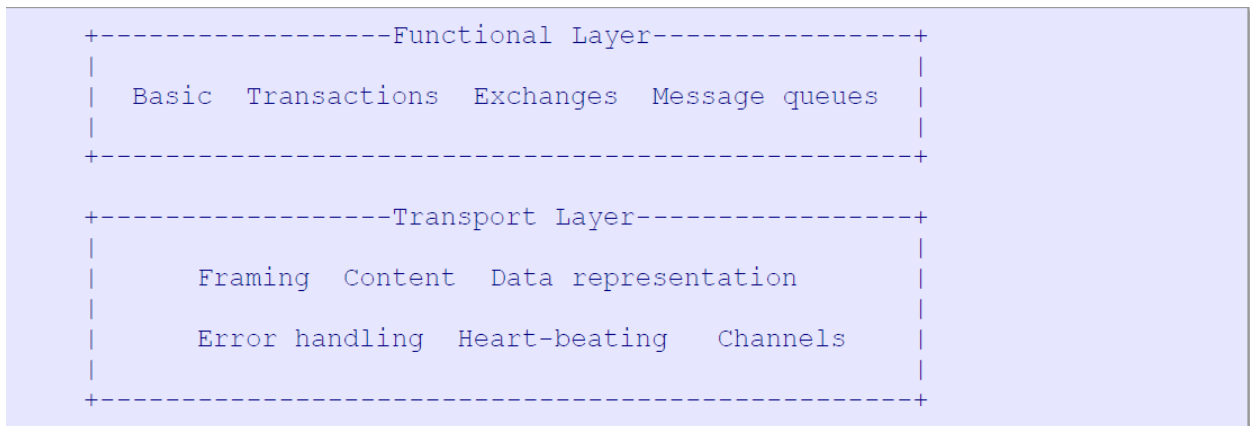 +------------------Functional Layer----------------+
|                                                  |
|  Basic  Transactions  Exchanges  Message queues  |
|                                                  |
+--------------------------------------------------+
+------------------Transport Layer-----------------+
|                                                  |
|      Framing  Content  Data representation       |
|                                                  |
|      Error handling  Heart-beating   Channels    |
|                                                  |
+--------------------------------------------------+